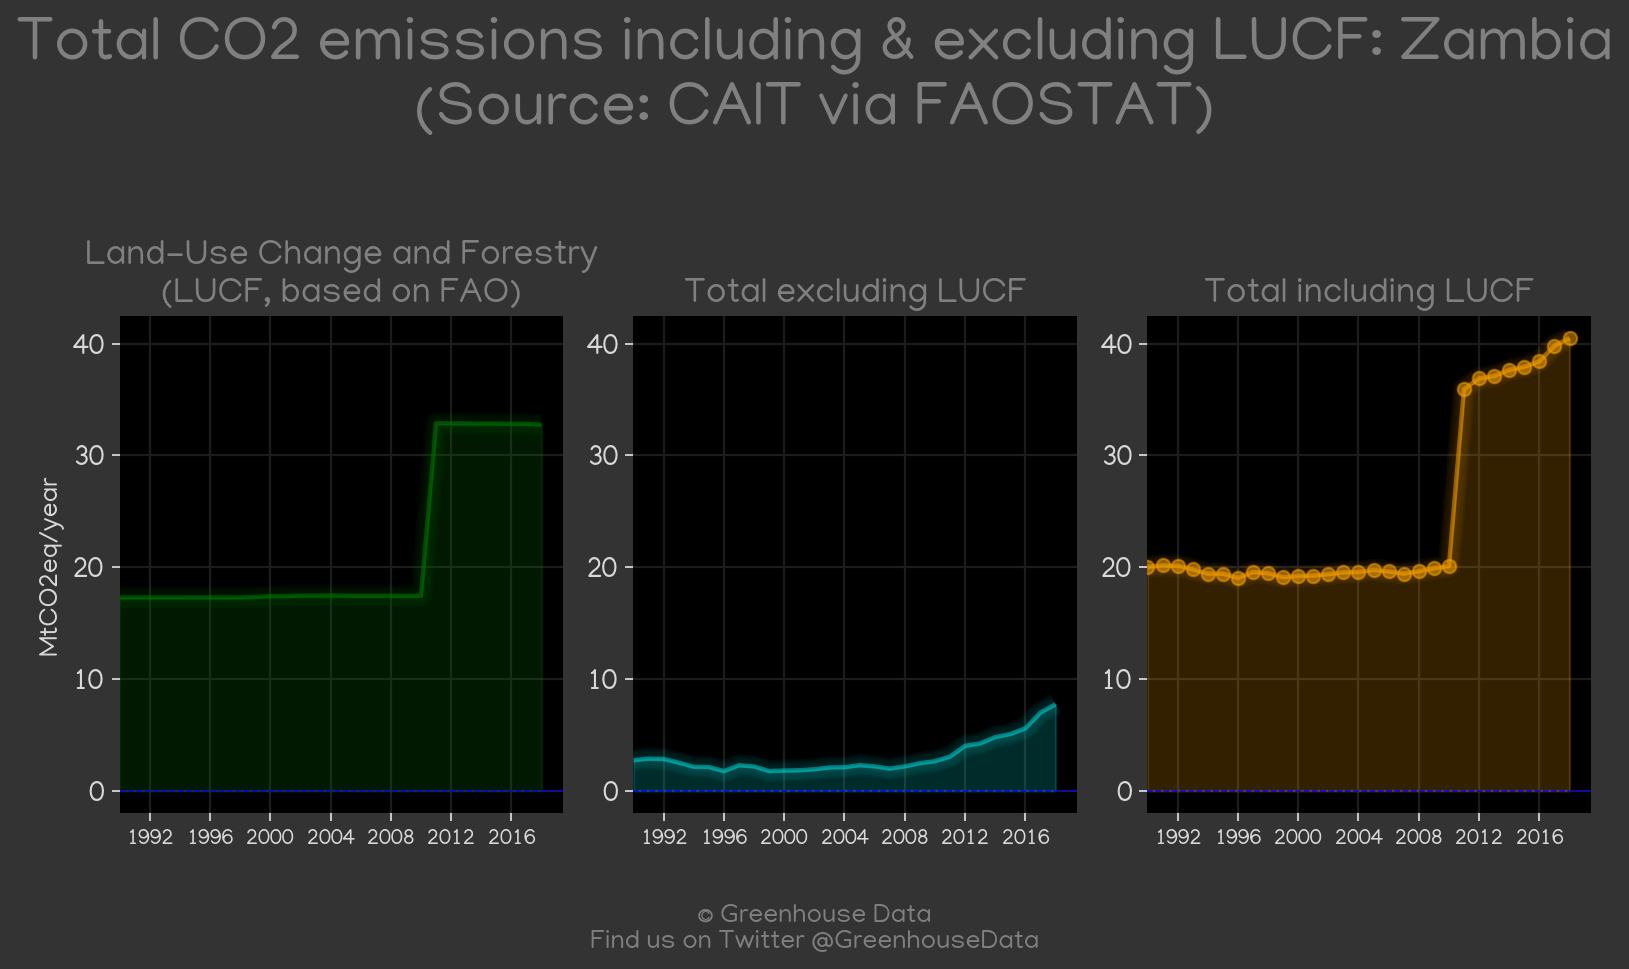 Total CO2 emissions including & excluding LUCF: Zambia
(Source: CAIT via FAOSTAT)
Land-Use Change and Forestry
(LUCF, based on FAO)
MtCO2eq/year
40
30
20
10
0
1992 1996 2000 2004 2008 2012 2016
Total excluding LUCF
40
30
20
10
0
1992 1996 2000 2004 2008 2012 2016
Total including LUCF
40
30
20
10
0
1992 1996 2000 2004 2008 2012 2016
© Greenhouse Data
Find us on Twitter @GreenhouseData